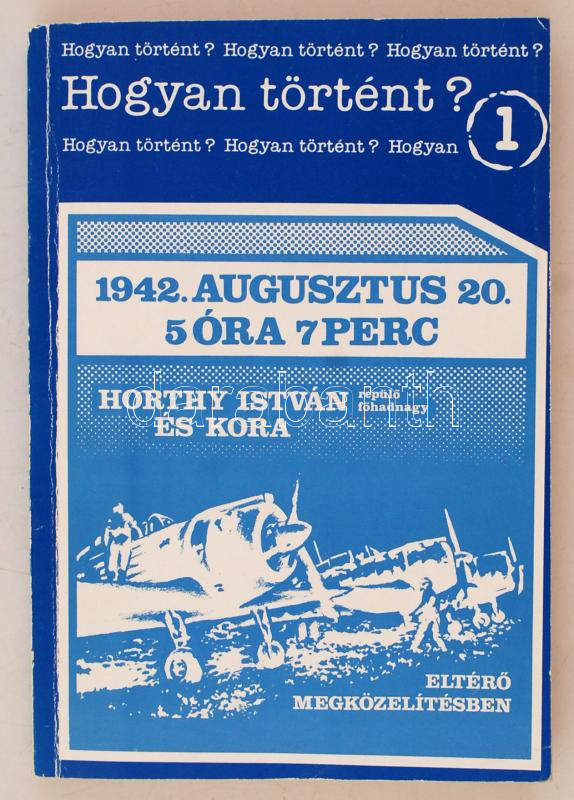 Hogyan történt? Hogyan történt? Hogyan történt?
Hogyan történt?
1
Hogyan történt? Hogyan történt? Hogyan
1942. AUGUSZTUS 20.
5 ÓRA 7 PERC
HORTHY ISTVÁN repülő főhadnagy
ÉS KORA
darabanth
ELTÉRŐ
MEGKÖZELÍTÉSBEN